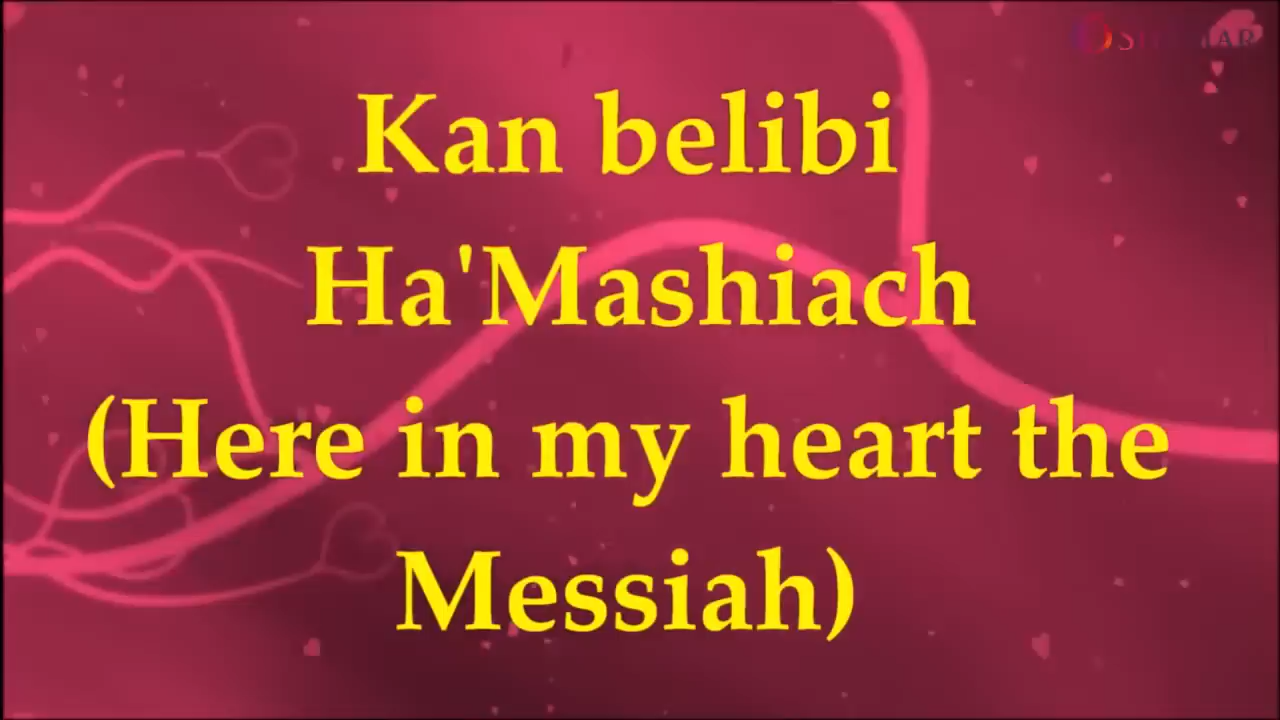 Kan belibi
Ha'Mashiach
(Here in my heart the
Messiah)